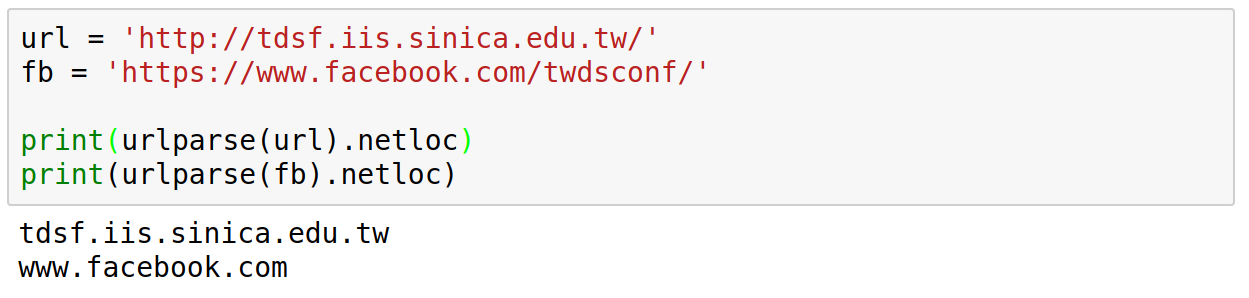 url = 'http://tdsf.iis.sinica.edu.tw/'
fb = 'https://www.facebook.com/twdsconf/'
print(urlparse(url).netloc)
print(urlparse(fb).netloc)
tdsf.iis.sinica.edu.tw
www.facebook.com